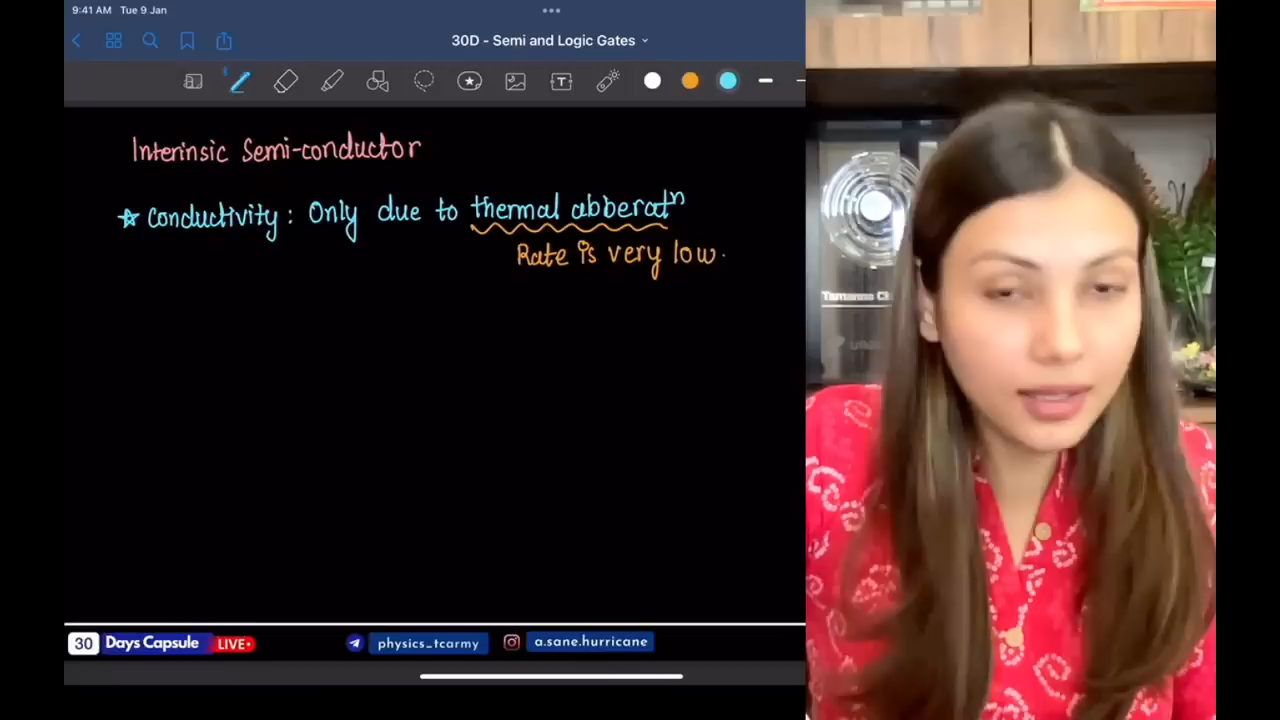 9:41 AM Tue 9 Jan
30D - Semi and Logic Gates
T
Interinsic Semi-conductor
☆ Conductivity : Only due to thermal abberatⁿ
Rate is very low.
30 Days Capsule LIVE
physics_tcarmy
a.sane.hurricane